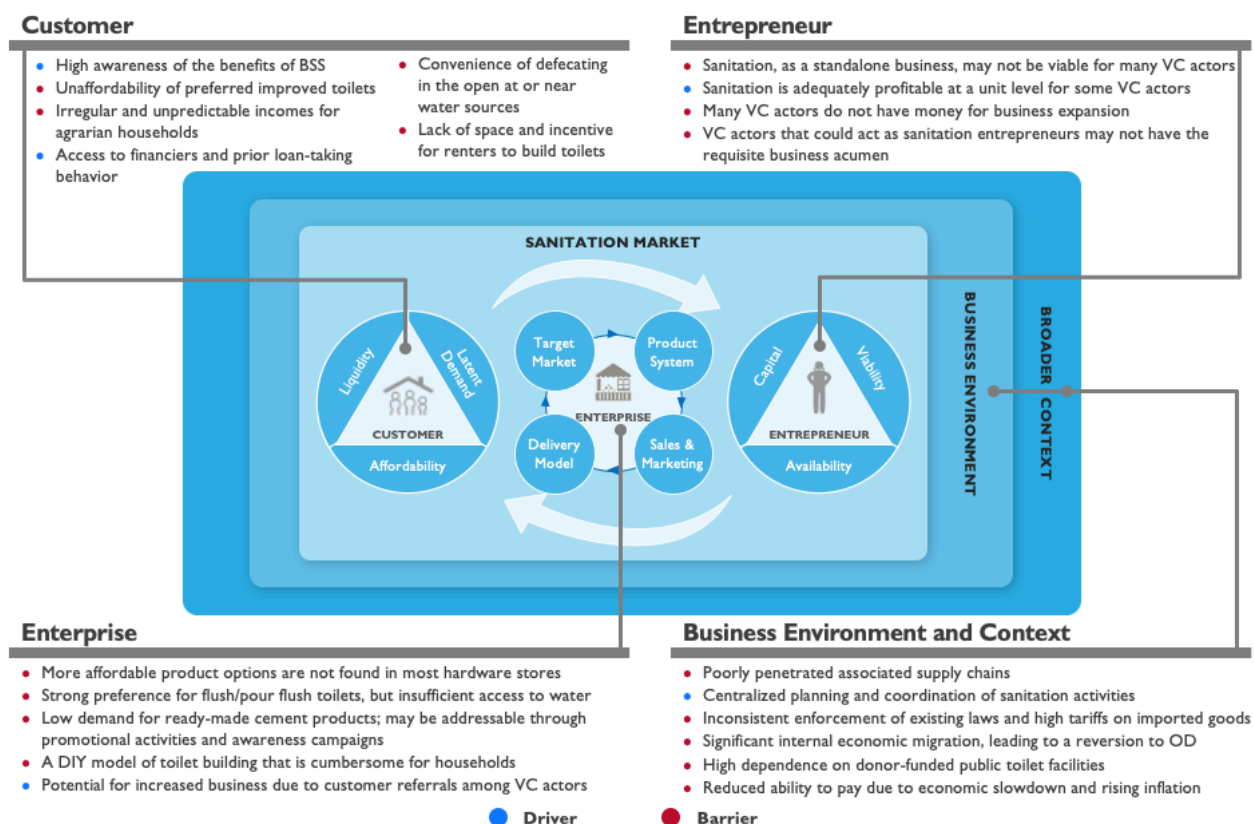 Customer
• High awareness of the benefits of BSS
• Unaffordability of preferred improved toilets
• Irregular and unpredictable incomes for
agrarian households
• Access to financiers and prior loan-taking
behavior
• Convenience of defecating
in the open at or near
water sources
• Lack of space and incentive
for renters to build toilets
Entrepreneur
• Sanitation, as a standalone business, may not be viable for many VC actors
• Sanitation is adequately profitable at a unit level for some VC actors
• Many VC actors do not have money for business expansion
• VC actors that could act as sanitation entrepreneurs may not have the
requisite business acumen
SANITATION MARKET
Liquidity
Latent
Demand
CUSTOMER
Affordability
Target
Market
Product
System
ENTERPRISE
Delivery
Model
Sales &
Marketing
Capital
Viability
ENTREPRENEUR
Availability
BUSINESS ENVIRONMENT
BROADER CONTEXT
Enterprise
• More affordable product options are not found in most hardware stores
• Strong preference for flush/pour flush toilets, but insufficient access to water
• Low demand for ready-made cement products; may be addressable through
promotional activities and awareness campaigns
• A DIY model of toilet building that is cumbersome for households
• Potential for increased business due to customer referrals among VC actors
Business Environment and Context
• Poorly penetrated associated supply chains
• Centralized planning and coordination of sanitation activities
• Inconsistent enforcement of existing laws and high tariffs on imported goods
• Significant internal economic migration, leading to a reversion to OD
• High dependence on donor-funded public toilet facilities
• Reduced ability to pay due to economic slowdown and rising inflation
Driver
Barrier